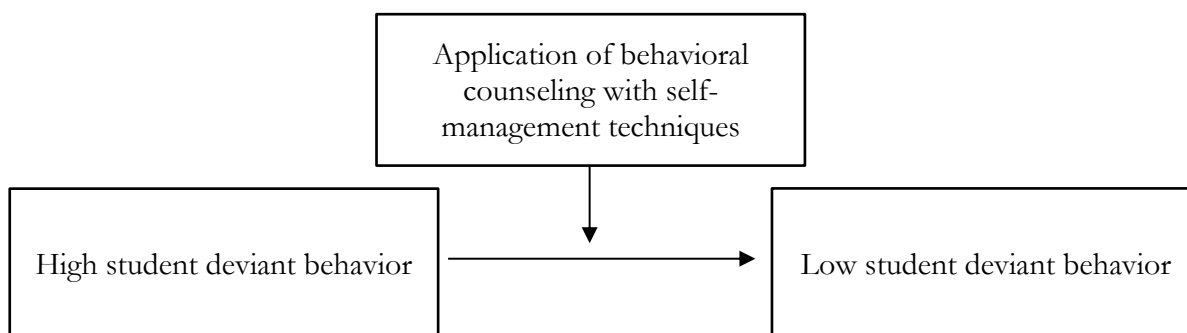 Application of behavioral
counseling with self-
management techniques
High student deviant behavior
Low student deviant behavior